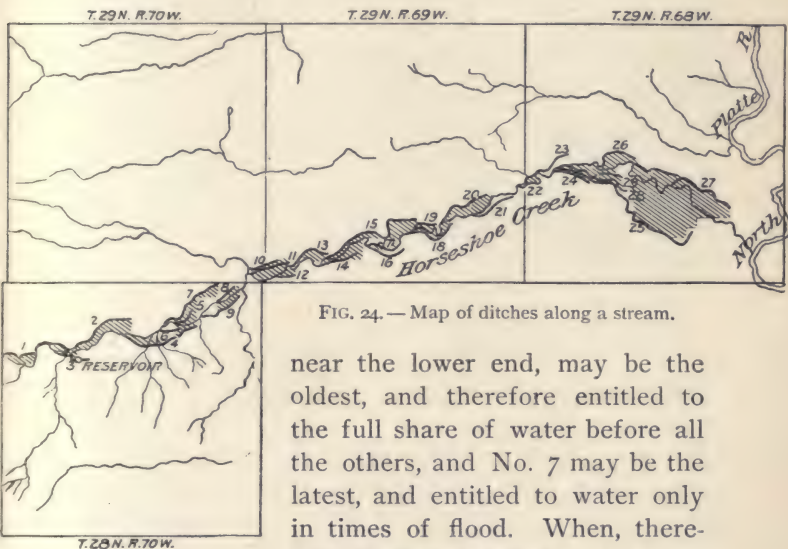 T.29N. R.70W.
T.29N. R.69W.
T.29N. R.68W.
R
Platte
North
23
26
22
24
29
28
27
25
20
21
19
18
17
15
16
13
14
11
10
12
Horseshoe Creek
7
8
5
9
6
4
2
1
3 RESERVOIR
FIG. 24. — Map of ditches along a stream.
near the lower end, may be the
oldest, and therefore entitled to
the full share of water before all
the others, and No. 7 may be the
latest, and entitled to water only
in times of flood. When, there-
T.28N. R.70W.